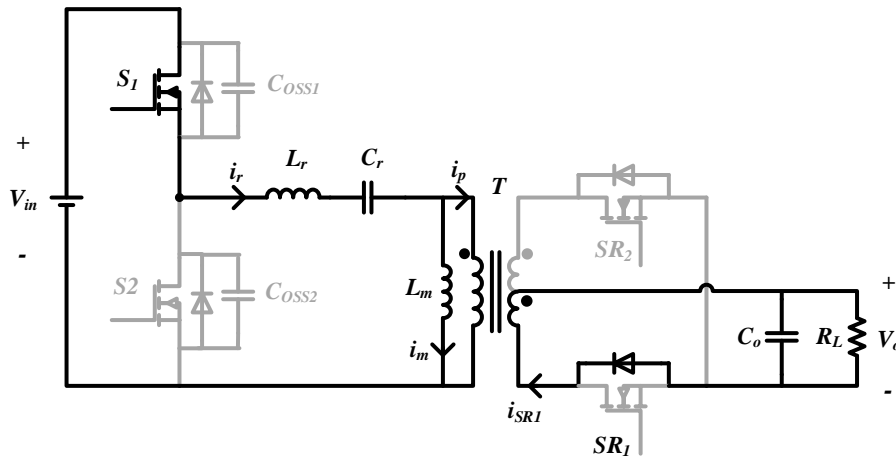 S1
COSS1
+
Vin
-
ir
Lr
Cr
ip
T
SR2
S2
COSS2
Lm
im
Co
RL
+
Vo
-
iSR1
SR1